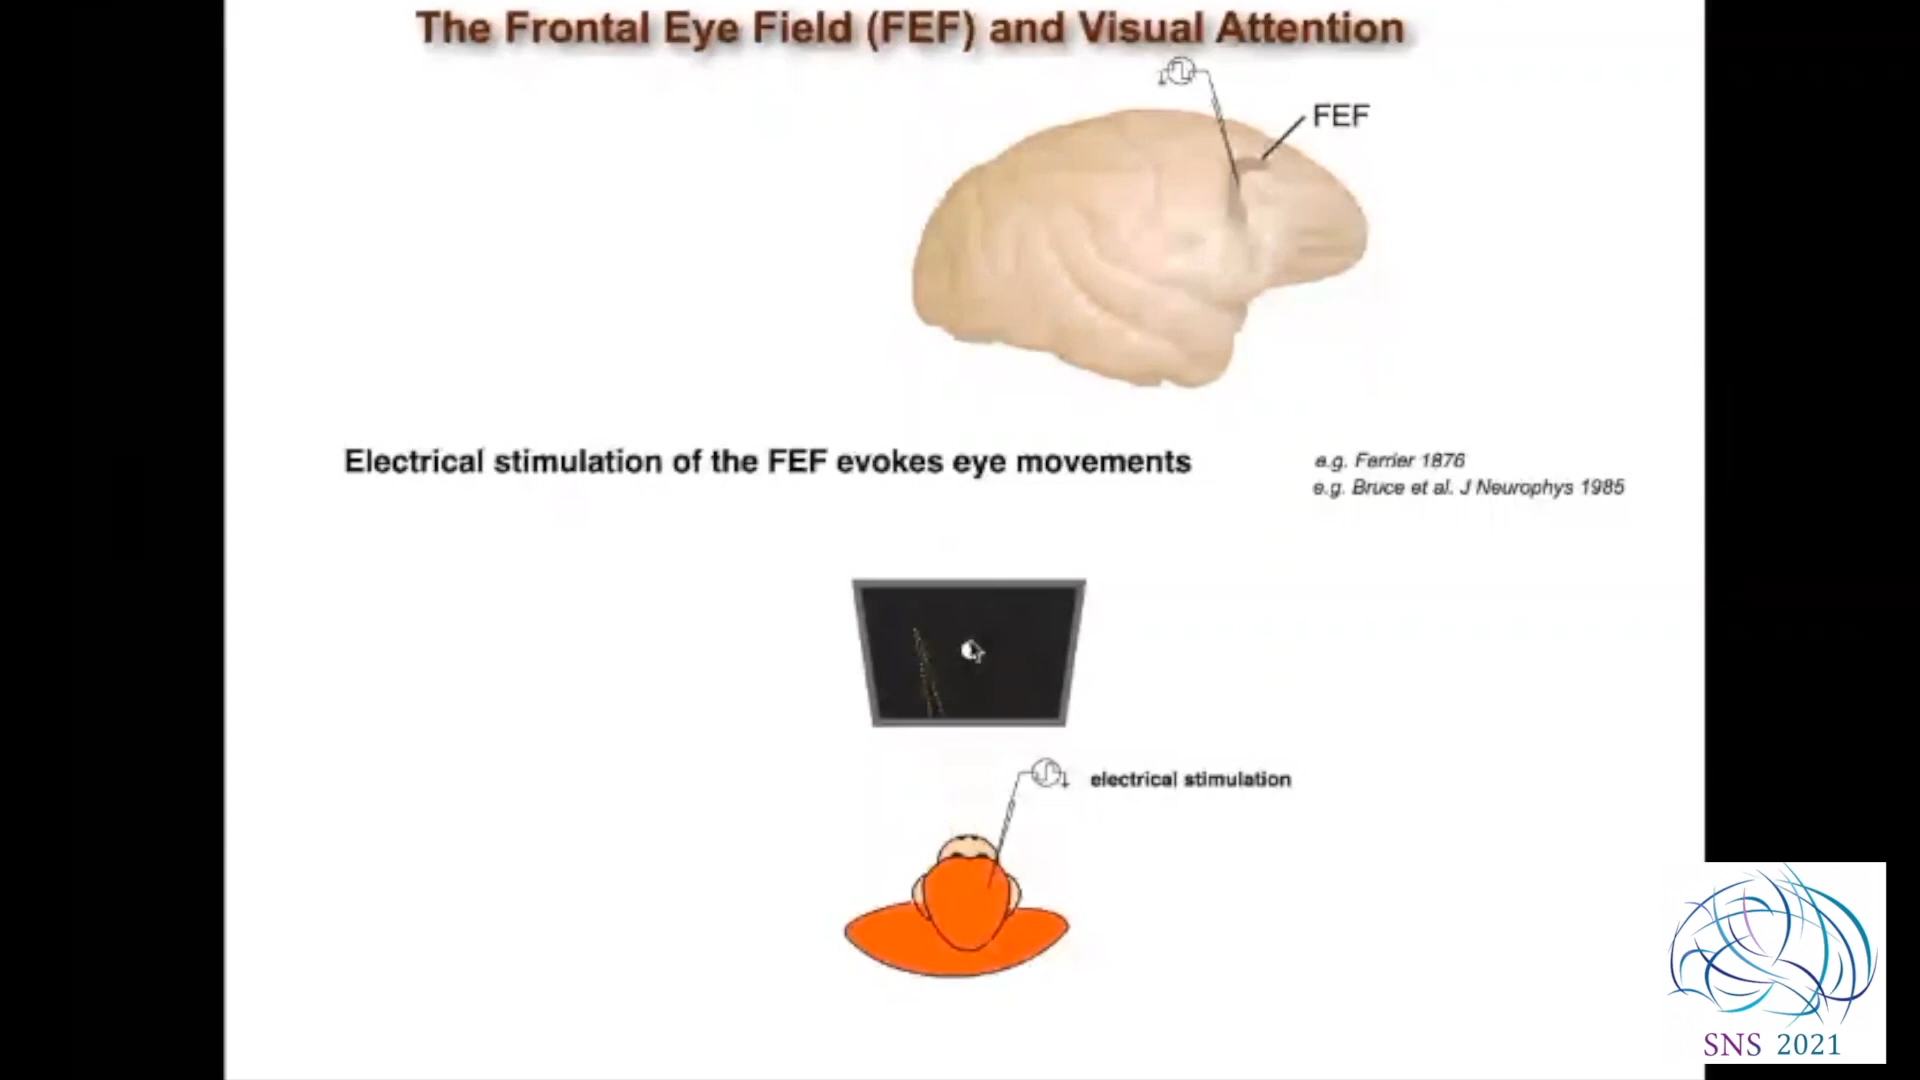 The Frontal Eye Field (FEF) and Visual Attention
FEF
Electrical stimulation of the FEF evokes eye movements
e.g. Ferrier 1876
e.g. Bruce et al. J Neurophys 1985
electrical stimulation
SNS 2021